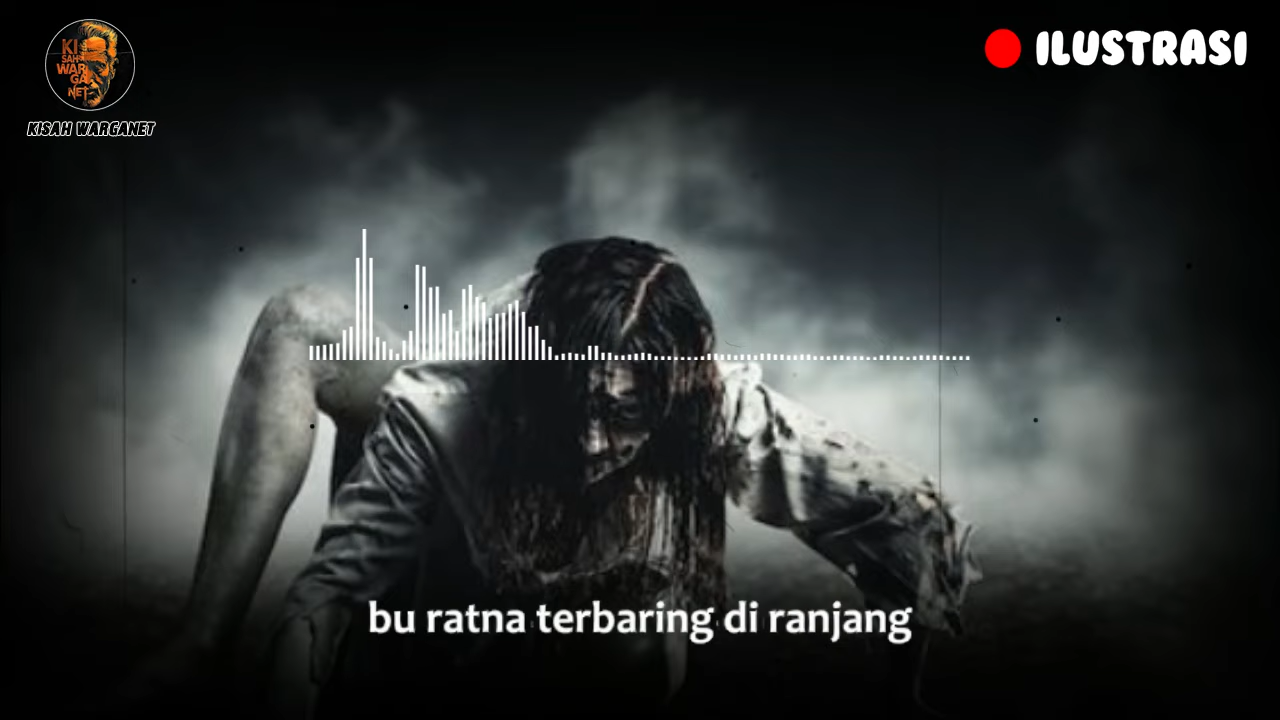 KI
SAH
WAR
GA
NET
KISAH WARGANET
ILUSTRASI
bu ratna terbaring di ranjang